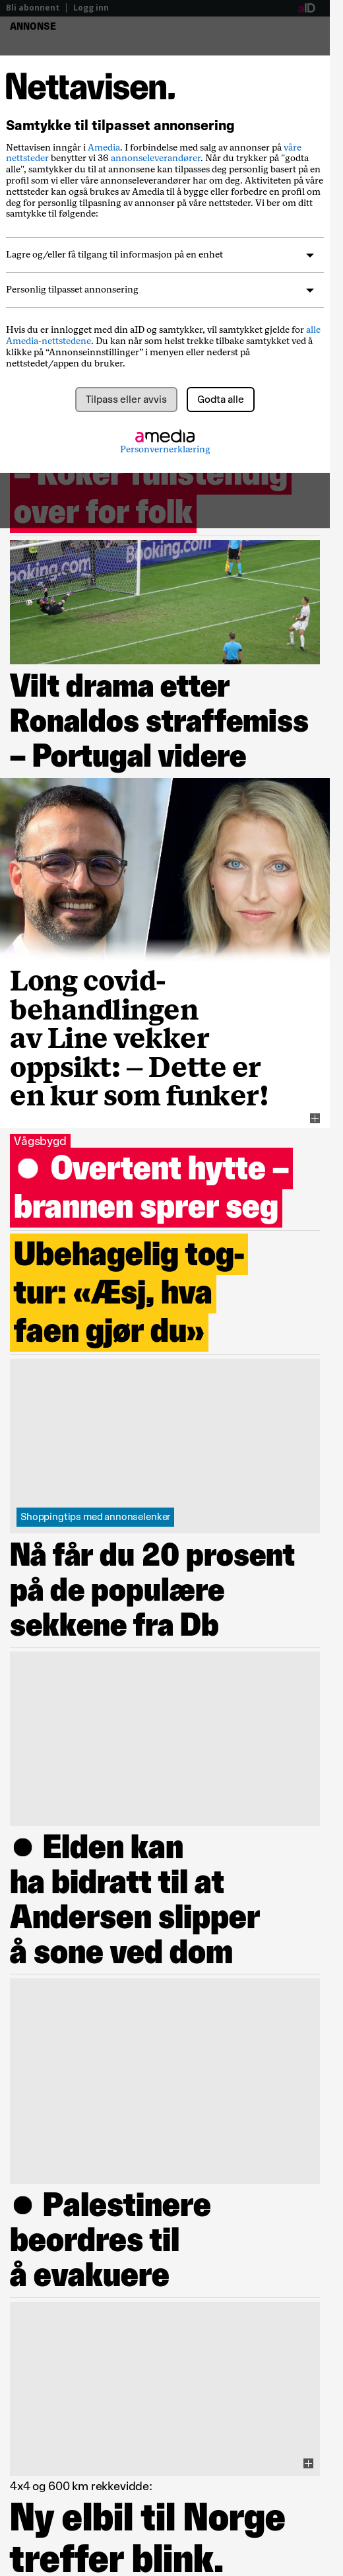 Bli abonnent | Logg inn
aID
ANNONSE
Nettavisen.
Samtykke til tilpasset annonsering
Nettavisen inngår i Amedia. I forbindelse med salg av annonser på våre
nettsteder benytter vi 36 annonseleverandører. Når du trykker på "godta
alle", samtykker du til at annonsene kan tilpasses deg personlig basert på en
profil som vi eller våre annonseleverandører har om deg. Aktiviteten på våre
nettsteder kan også brukes av Amedia til å bygge eller forbedre en profil om
deg for personlig tilpasning av annonser på våre nettsteder. Vi ber om ditt
samtykke til følgende:
Lagre og/eller få tilgang til informasjon på en enhet
Personlig tilpasset annonsering
Hvis du er innlogget med din aID og samtykker, vil samtykket gjelde for alle
Amedia-nettstedene. Du kan når som helst trekke tilbake samtykket ved å
klikke på “Annonseinnstillinger” i menyen eller nederst på
nettstedet/appen du bruker.
Tilpass eller avvis
Godta alle
amedia
Personvernerklæring
– Koker fullstendig
over for folk
Booking.com
Booking.com
Vilt drama etter
Ronaldos straffemiss
– Portugal videre
Long covid-
behandlingen
av Line vekker
oppsikt: – Dette er
en kur som funker!
Vågsbygd
● Overtent hytte –
brannen sprer seg
Ubehagelig tog-
tur: «Æsj, hva
faen gjør du»
Shoppingtips med annonselenker
Nå får du 20 prosent
på de populære
sekkene fra Db
● Elden kan
ha bidratt til at
Andersen slipper
å sone ved dom
● Palestinere
beordres til
å evakuere
4x4 og 600 km rekkevidde:
Ny elbil til Norge
treffer blink.